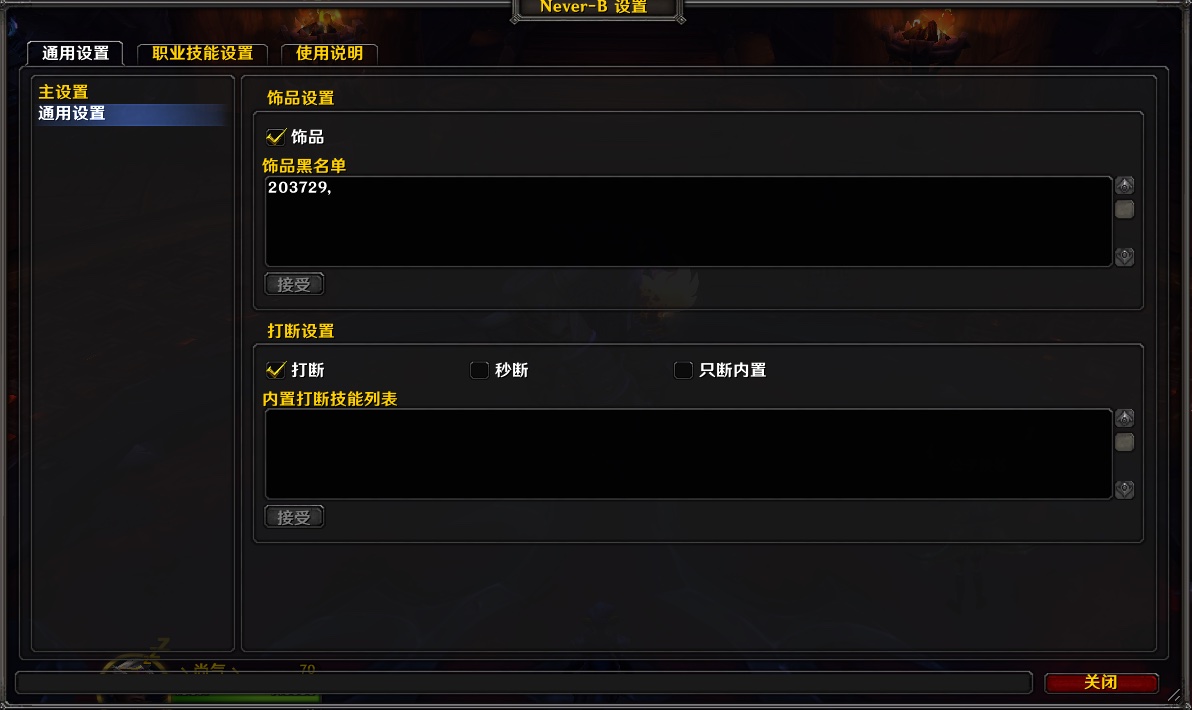 Never-B 设置
通用设置
职业技能设置
使用说明
主设置
通用设置
饰品设置
饰品
饰品黑名单
203729,
接受
打断设置
打断
秒断
只断内置
内置打断技能列表
接受
70
关闭